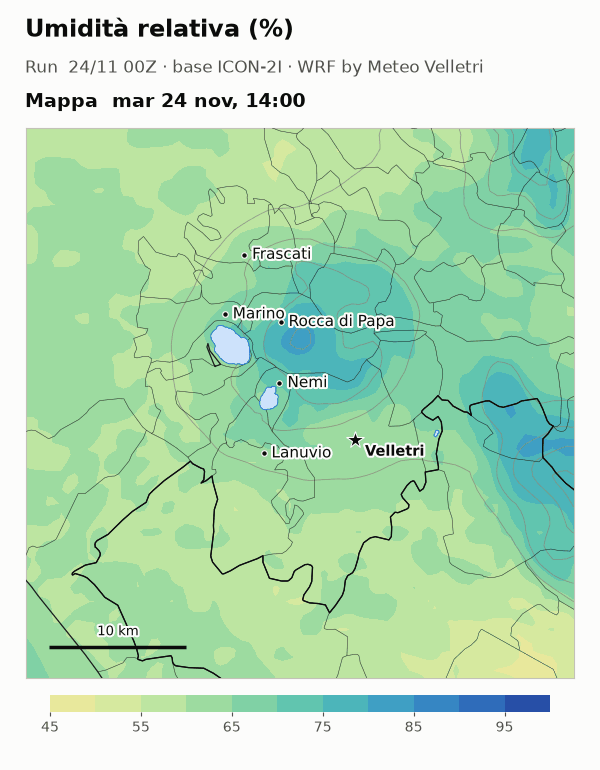 Umidità relativa (%)
Run  24/11 00Z · base ICON-2I · WRF by Meteo Velletri
Mappa  mar 24 nov, 14:00
Frascati
Marino
Rocca di Papa
Nemi
Velletri
Lanuvio
10 km
45 55 65 75 85 95